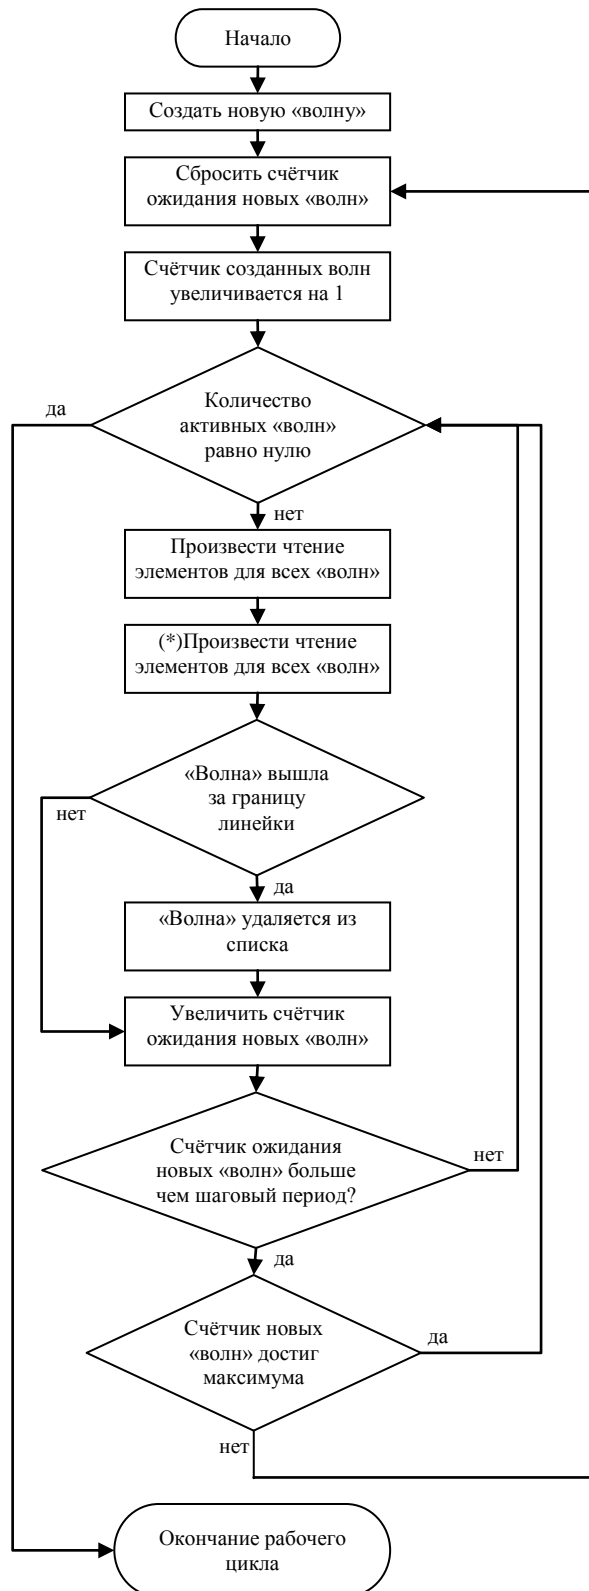 Начало
Создать новую «волну»
Сбросить счётчик
ожидания новых «волн»
Счётчик созданных волн
увеличивается на 1
да
Количество
активных «волн»
равно нулю
нет
Произвести чтение
элементов для всех «волн»
(*)Произвести чтение
элементов для всех «волн»
«Волна» вышла
за границу
линейки
нет
да
«Волна» удаляется из
списка
Увеличить счётчик
ожидания новых «волн»
Счётчик ожидания
новых «волн» больше
чем шаговый период?
нет
да
Счётчик новых
«волн» достиг
максимума
да
нет
Окончание рабочего
цикла